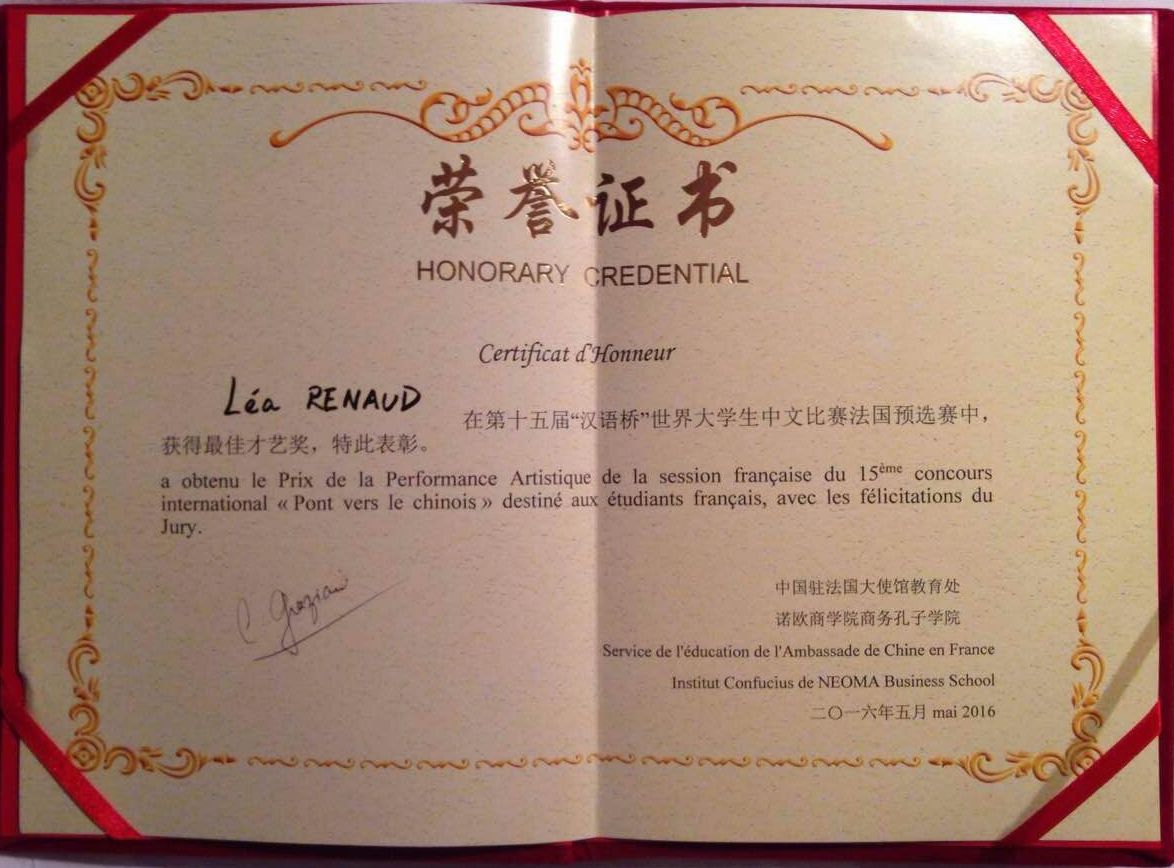 荣誉证书
HONORARY CREDENTIAL
Certificat d'Honneur
Léa RENAUD 在第十五届“汉语桥”世界大学生中文比赛法国预选赛中，
获得最佳才艺奖，特此表彰。
a obtenu le Prix de la Performance Artistique de la session française du 15ème concours
international « Pont vers le chinois » destiné aux étudiants français, avec les félicitations du
Jury.
C Graziani
中国驻法国大使馆教育处
诺欧商学院商务孔子学院
Service de l'éducation de l'Ambassade de Chine en France
Institut Confucius de NEOMA Business School
二〇一六年五月 mai 2016